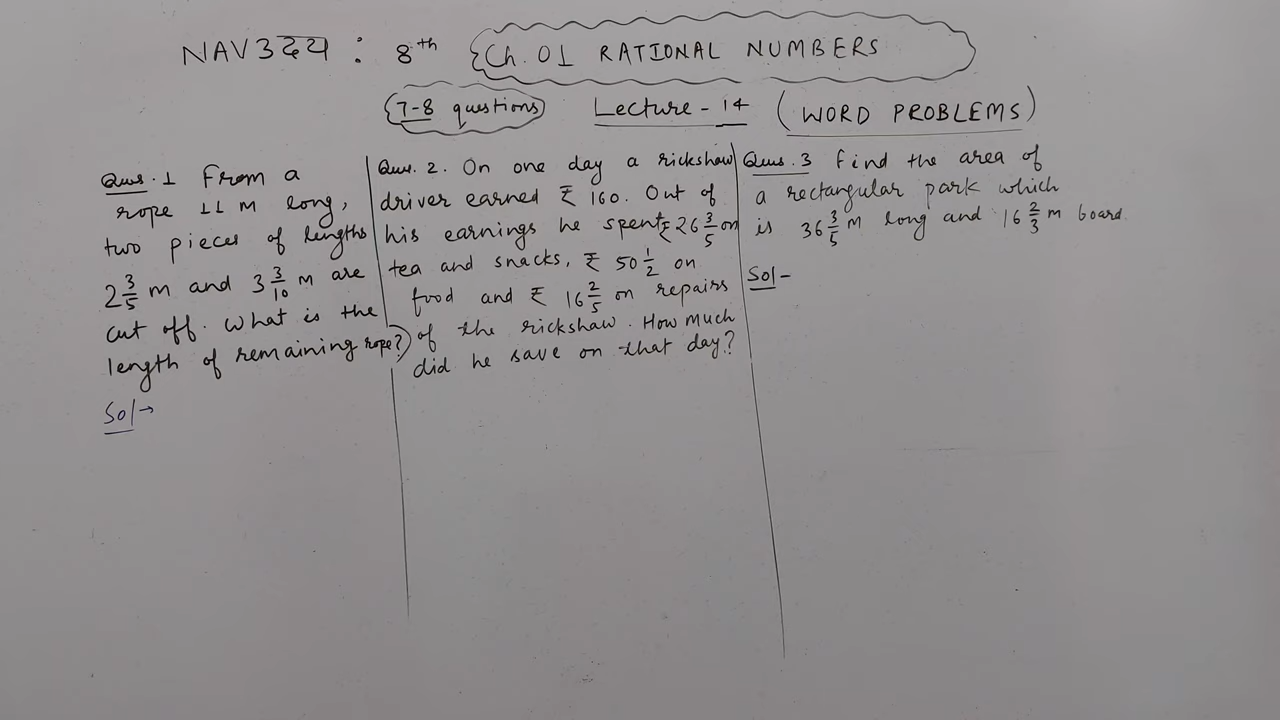 NAV3વવ : 8th Ch. 01 RATIONAL NUMBERS
7-8 questions Lecture - 14 (WORD PROBLEMS)
Ques. 1 From a
rope 11 M long,
two pieces of lengths
2 3/5 m and 3 3/10 m are
cut off. What is the
length of remaining rope?
Sol→
Ques. 2. On one day a rickshaw
driver earned ₹ 160. Out of
his earnings he spent ₹26 3/5 on
tea and snacks, ₹ 50 1/2 on
food and ₹ 16 2/5 on repairs
of the rickshaw. How much
did he save on that day?
Ques. 3 Find the area of
a rectangular park which
is 36 3/5 m long and 16 2/3 m board.
Sol-